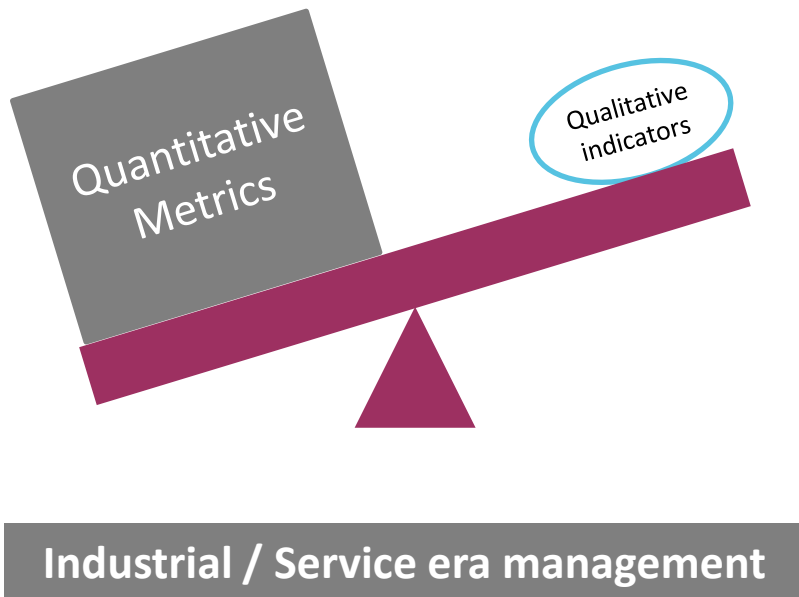 Quantitative
Metrics
Qualitative
indicators
Industrial / Service era management